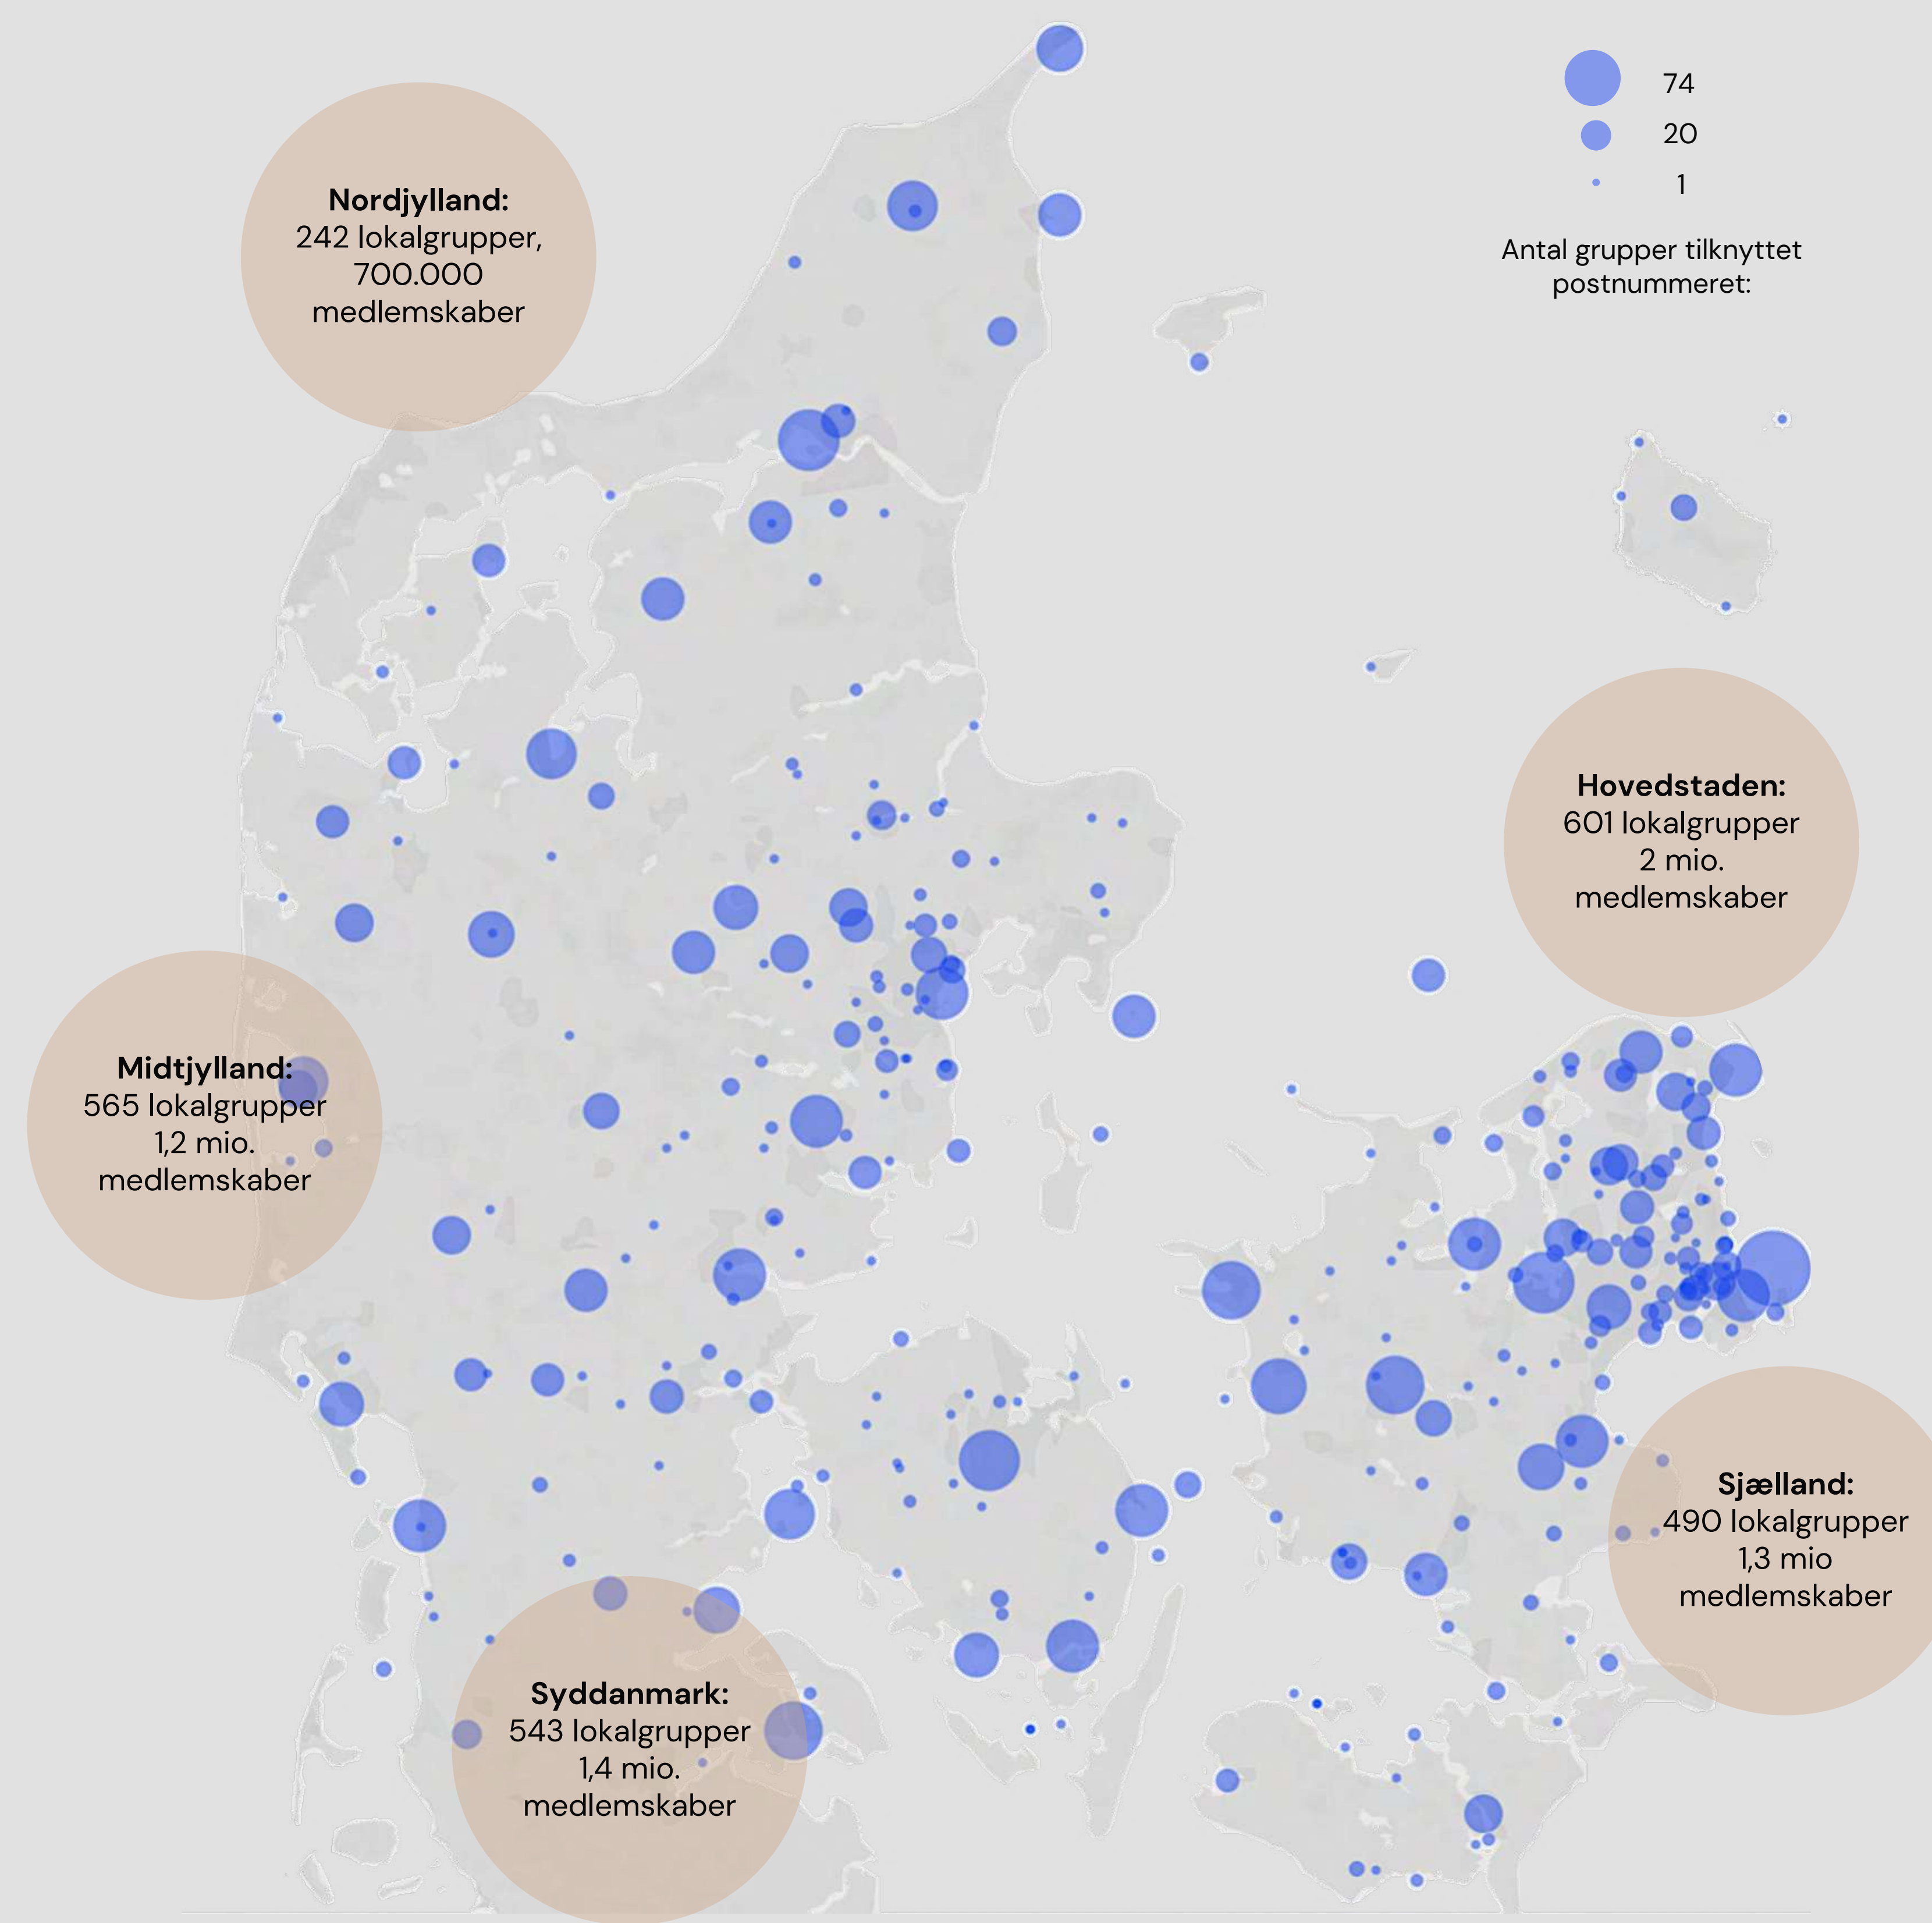 74
20
1
Antal grupper tilknyttet
postnummeret:
Nordjylland:
242 lokalgrupper,
700.000
medlemskaber
Hovedstaden:
601 lokalgrupper
2 mio.
medlemskaber
Midtjylland:
565 lokalgrupper
1,2 mio.
medlemskaber
Sjælland:
490 lokalgrupper
1,3 mio
medlemskaber
Syddanmark:
543 lokalgrupper
1,4 mio.
medlemskaber